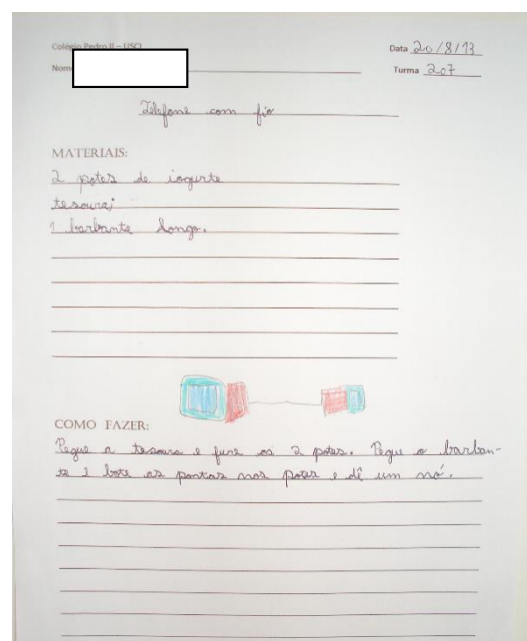 Colégio Pedro II – USCI
Data 20/8/13
Nome
Turma 207
Telefone com fio
MATERIAIS:
2 potes de iogurte
tesoura;
1 barbante longo.
COMO FAZER:
Pegue a tesoura e fure os 2 potes. Pegue o barban-
te e bote as pontas nos potes e dê um nó.